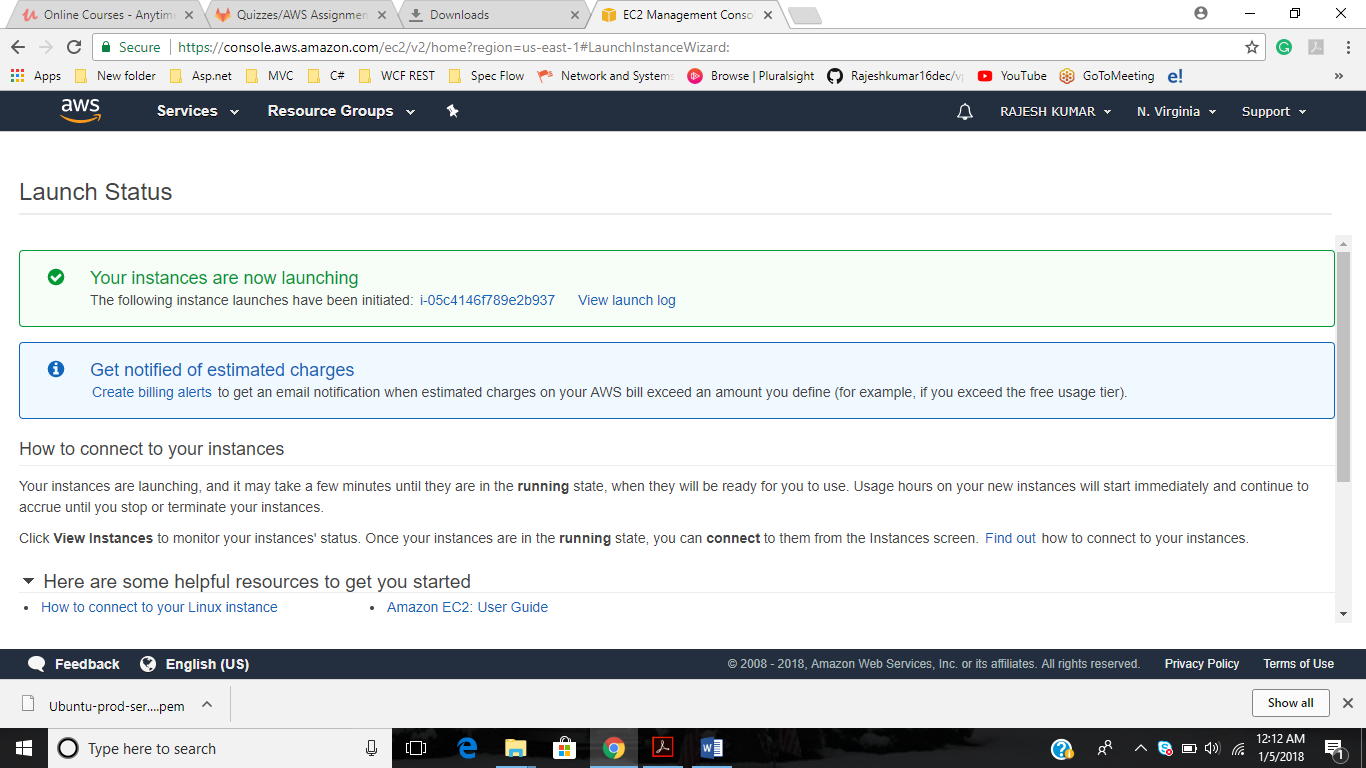 Online Courses - Anytim
Quizzes/AWS Assignmen
Downloads
EC2 Management Conso
Secure
https://console.aws.amazon.com/ec2/v2/home?region=us-east-1#LaunchInstanceWizard:
Apps
New folder
Asp.net
MVC
C#
WCF REST
Spec Flow
Network and Systems
Browse | Pluralsight
Rajeshkumar16dec/
YouTube
GoToMeeting
e!
»
aws
Services
Resource Groups
RAJESH KUMAR
N. Virginia
Support
Launch Status
Your instances are now launching
The following instance launches have been initiated: i-05c4146f789e2b937 View launch log
Get notified of estimated charges
Create billing alerts to get an email notification when estimated charges on your AWS bill exceed an amount you define (for example, if you exceed the free usage tier).
How to connect to your instances
Your instances are launching, and it may take a few minutes until they are in the running state, when they will be ready for you to use. Usage hours on your new instances will start immediately and continue to
accrue until you stop or terminate your instances.
Click View Instances to monitor your instances' status. Once your instances are in the running state, you can connect to them from the Instances screen. Find out how to connect to your instances.
Here are some helpful resources to get you started
• How to connect to your Linux instance
• Amazon EC2: User Guide
Feedback
English (US)
© 2008 - 2018, Amazon Web Services, Inc. or its affiliates. All rights reserved.
Privacy Policy
Terms of Use
Ubuntu-prod-ser....pem
Show all
Type here to search
12:12 AM
1/5/2018
1